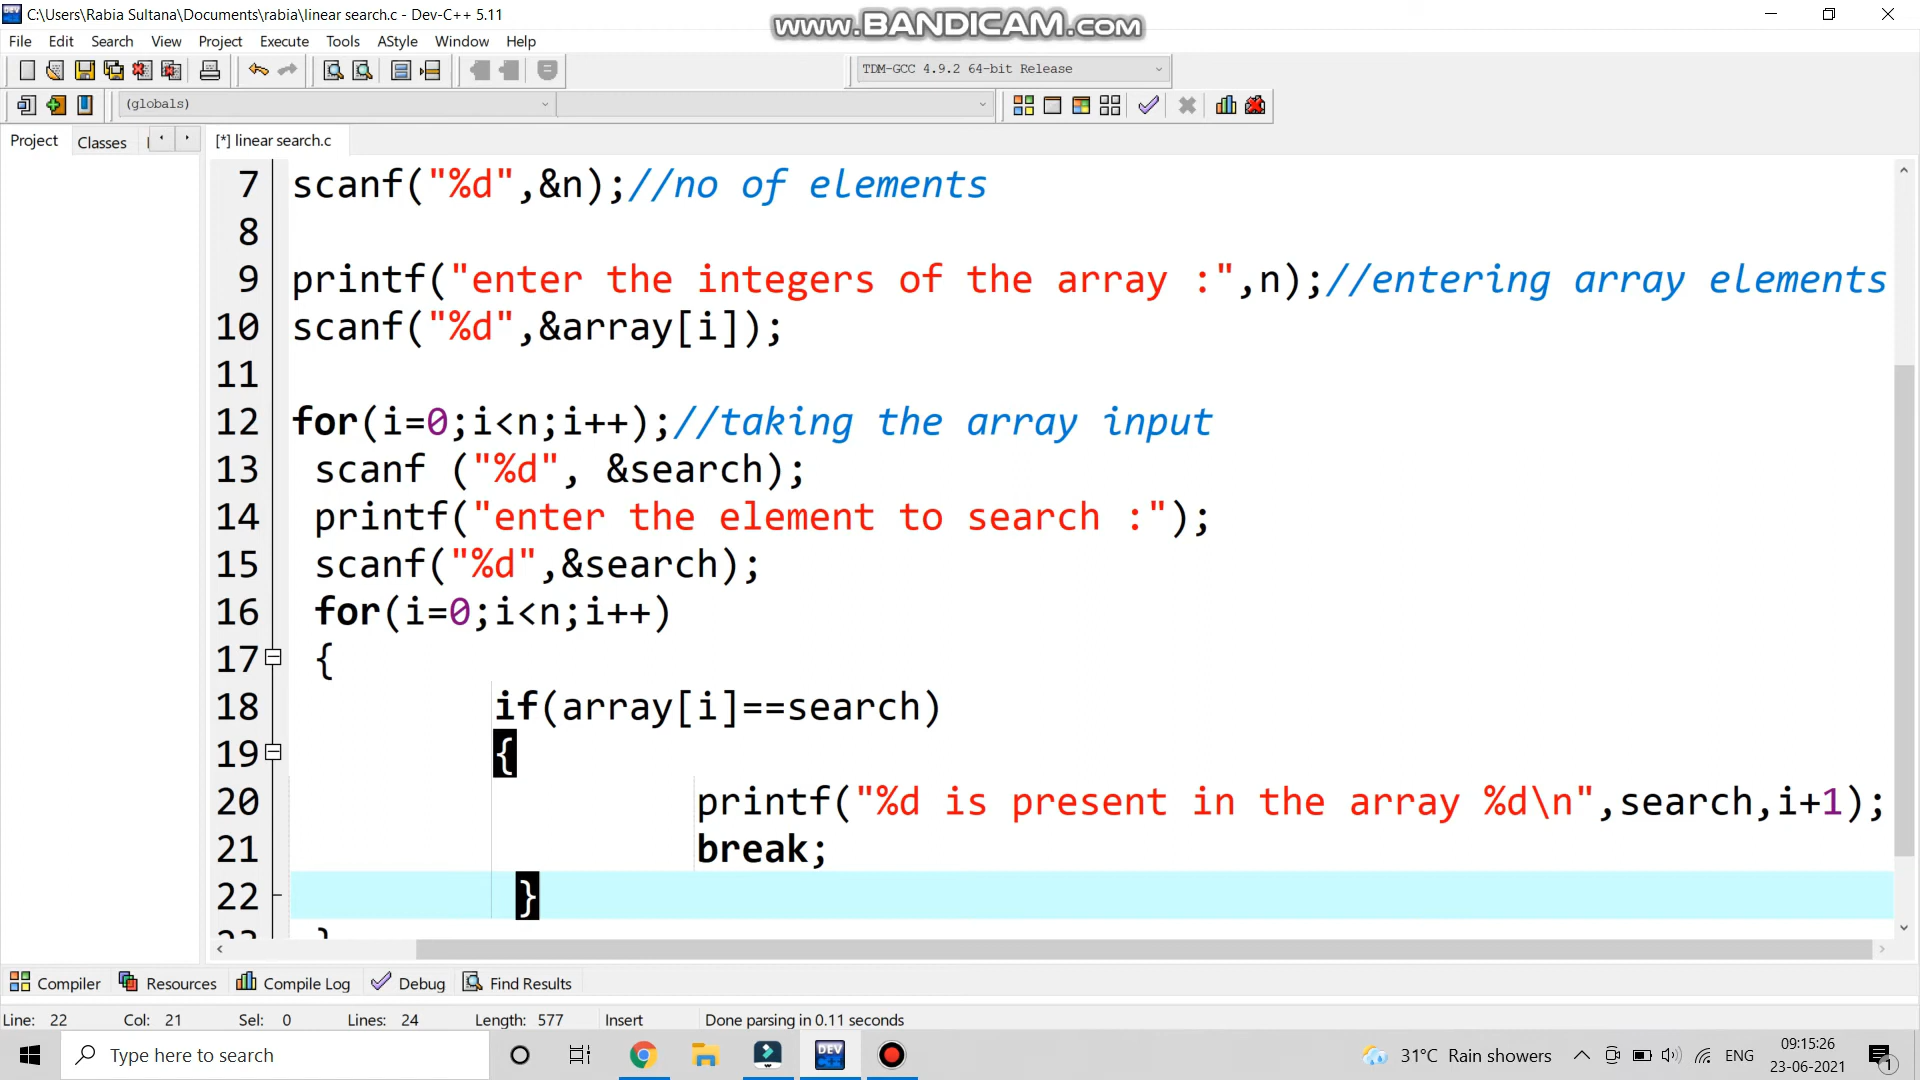 C:\Users\Rabia Sultana\Documents\rabia\linear search.c - Dev-C++ 5.11
www.BANDICAM.com
File Edit Search View Project Execute Tools AStyle Window Help
TDM-GCC 4.9.2 64-bit Release
(globals)
Project Classes [*] linear search.c
7 scanf("%d",&n);//no of elements
8
9 printf("enter the integers of the array :",n);//entering array elements
10 scanf("%d",&array[i]);
11
12 for(i=0;i<n;i++);//taking the array input
13 scanf ("%d", &search);
14 printf("enter the element to search :");
15 scanf("%d",&search);
16 for(i=0;i<n;i++)
17 {
18 if(array[i]==search)
19 {
20 printf("%d is present in the array %d\n",search,i+1);
21 break;
22 }
23 }
Compiler Resources Compile Log Debug Find Results
Line: 22 Col: 21 Sel: 0 Lines: 24 Length: 577 Insert Done parsing in 0.11 seconds
Type here to search
DEV C++
31°C Rain showers ENG
09:15:26
23-06-2021
1